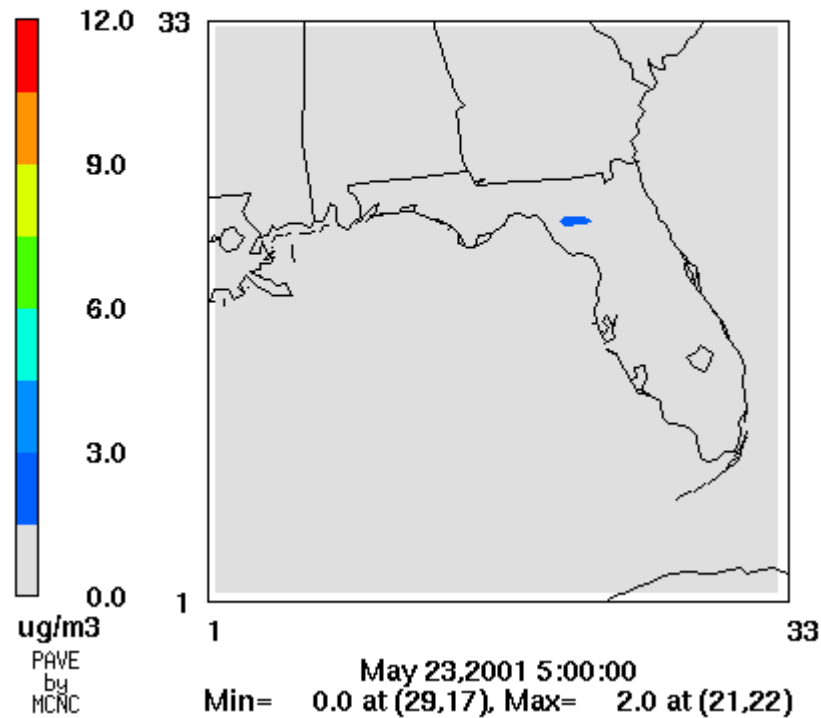 12.0
9.0
6.0
3.0
0.0
ug/m3
PAVE
by
MCNC
33
1
1
33
May 23,2001 5:00:00
Min= 0.0 at (29,17), Max= 2.0 at (21,22)